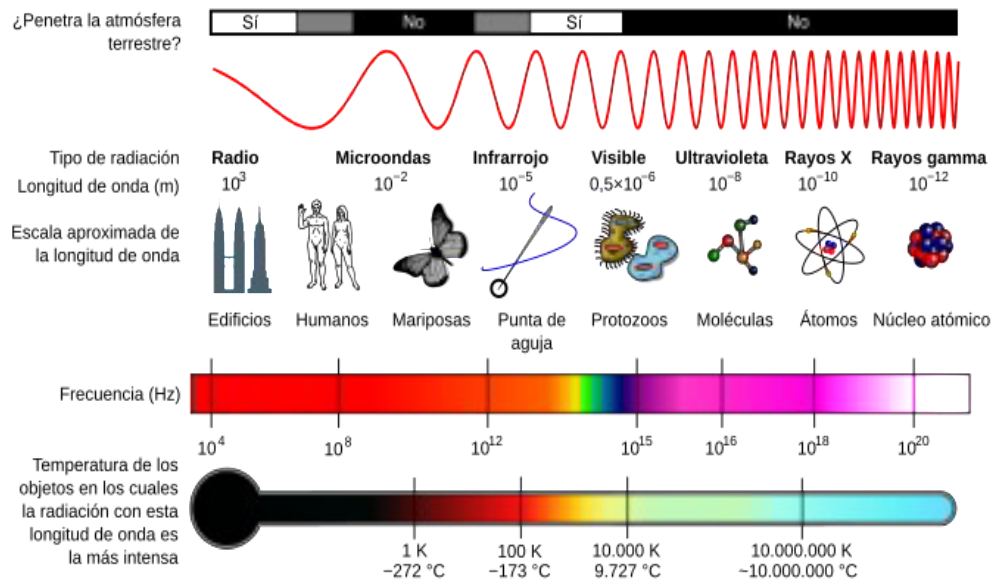 ¿Penetra la atmósfera
terrestre?
Sí No Sí No
Tipo de radiación Radio Microondas Infrarrojo Visible Ultravioleta Rayos X Rayos gamma
Longitud de onda (m) 10³ 10⁻² 10⁻⁵ 0,5×10⁻⁶ 10⁻⁸ 10⁻¹⁰ 10⁻¹²
Escala aproximada de
la longitud de onda
Edificios Humanos Mariposas Punta de aguja Protozoos Moléculas Átomos Núcleo atómico
Frecuencia (Hz)
10⁴ 10⁸ 10¹² 10¹⁵ 10¹⁶ 10¹⁸ 10²⁰
Temperatura de los
objetos en los cuales
la radiación con esta
longitud de onda es
la más intensa
1 K 100 K 10.000 K 10.000.000 K
−272 °C −173 °C 9.727 °C ~10.000.000 °C